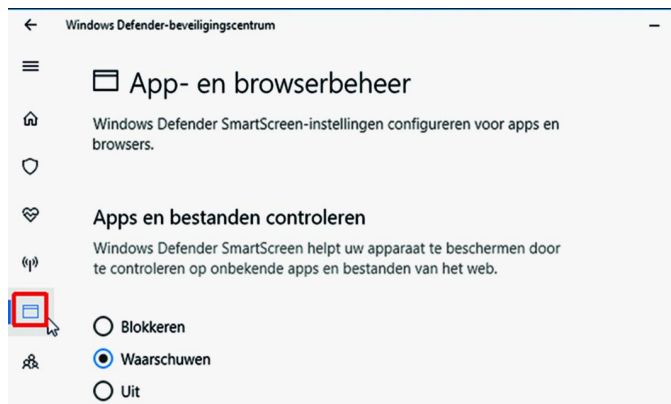 Windows Defender-beveiligingscentrum
App- en browserbeheer
Windows Defender SmartScreen-instellingen configureren voor apps en
browsers.
Apps en bestanden controleren
Windows Defender SmartScreen helpt uw apparaat te beschermen door
te controleren op onbekende apps en bestanden van het web.
Blokkeren
Waarschuwen
Uit